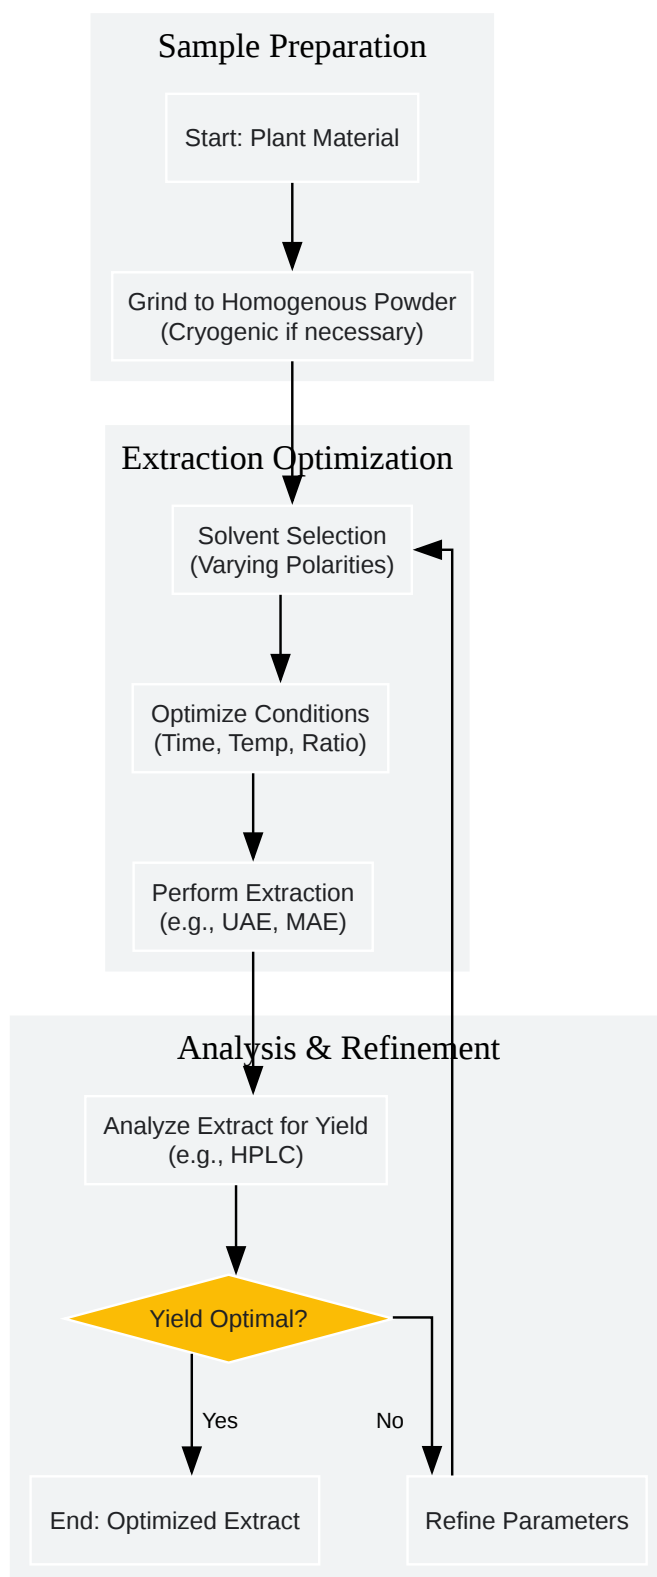 Sample Preparation
Start: Plant Material
Grind to Homogenous Powder
(Cryogenic if necessary)
Extraction Optimization
Solvent Selection
(Varying Polarities)
Optimize Conditions
(Time, Temp, Ratio)
Perform Extraction
(e.g., UAE, MAE)
Analysis & Refinement
Analyze Extract for Yield
(e.g., HPLC)
Yield Optimal?
Yes
No
End: Optimized Extract
Refine Parameters